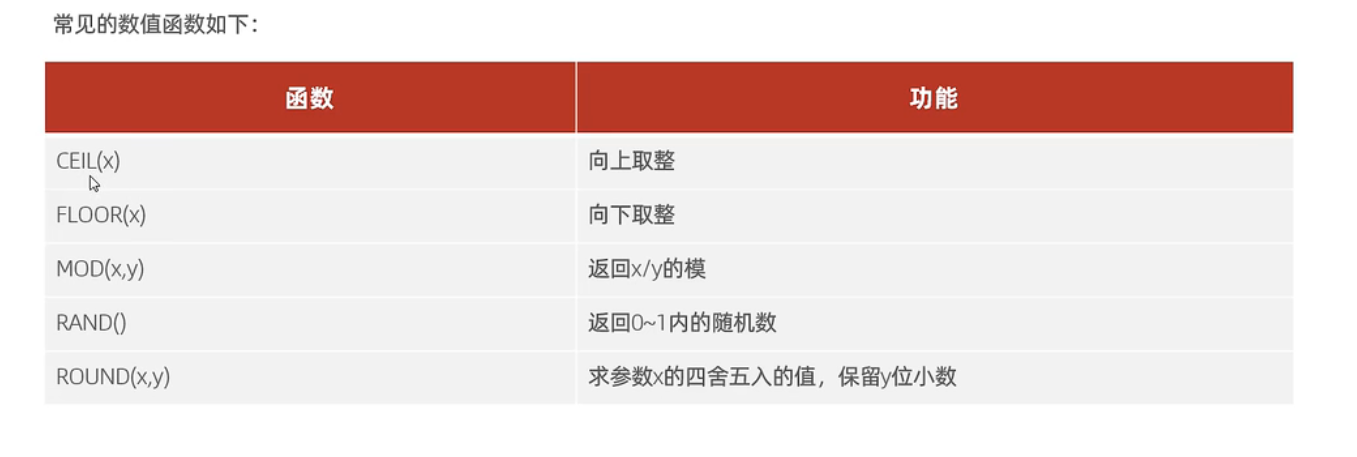 常见的数值函数如下：
函数 功能
CEIL(x) 向上取整
FLOOR(x) 向下取整
MOD(x,y) 返回x/y的模
RAND() 返回0~1内的随机数
ROUND(x,y) 求参数x的四舍五入的值，保留y位小数